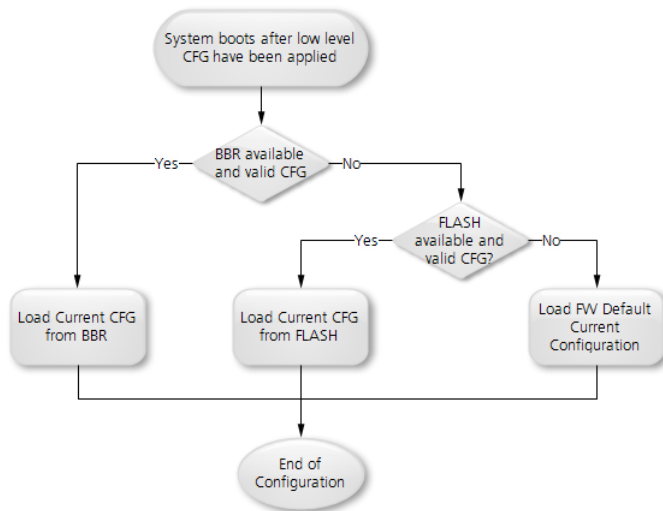 System boots after low level
CFG have been applied
BBR available
and valid CFG
Yes
No
FLASH
available and
valid CFG?
Yes
No
Load Current CFG
from BBR
Load Current CFG
from FLASH
Load FW Default
Current
Configuration
End of
Configuration